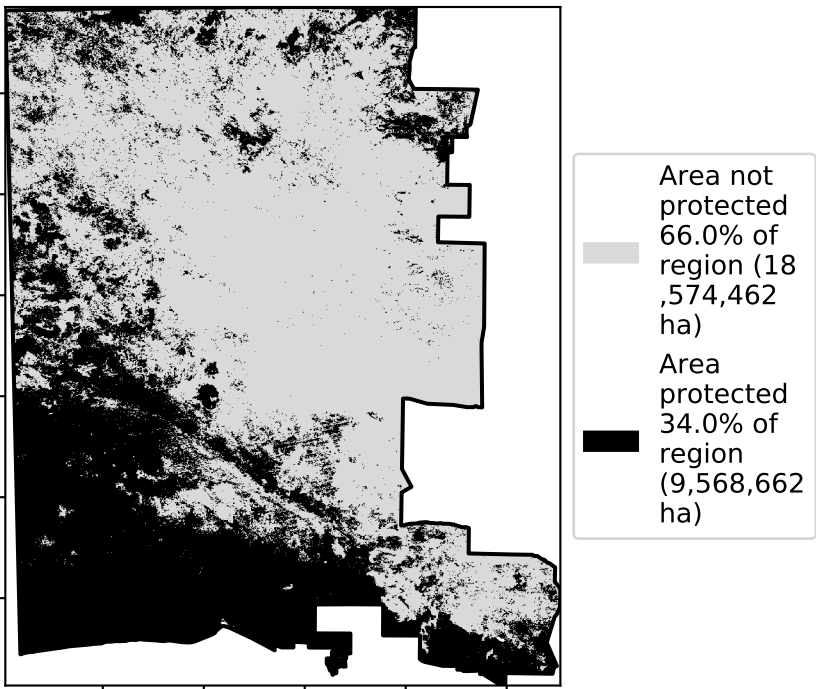 Area not
protected
66.0% of
region (18
,574,462
ha)
Area
protected
34.0% of
region
(9,568,662
ha)